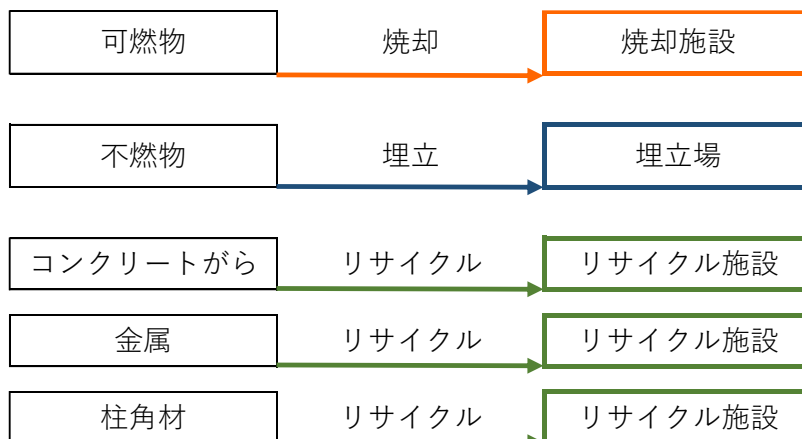 可燃物 焼却 焼却施設
不燃物 埋立 埋立場
コンクリートがら リサイクル リサイクル施設
金属 リサイクル リサイクル施設
柱角材 リサイクル リサイクル施設